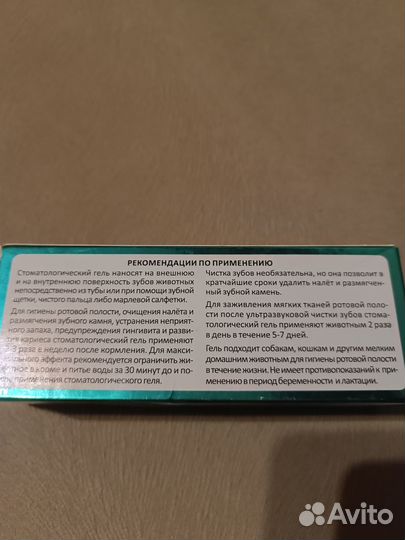 РЕКОМЕНДАЦИИ ПО ПРИМЕНЕНИЮ
Стоматологический гель наносят на внешнюю
и на внутреннюю поверхность зубов животных
непосредственно из тубы или при помощи зубной
щетки, чистого пальца либо марлевой салфетки.
Для гигиены ротовой полости, очищения налёта и
размягчения зубного камня, устранения неприят-
ного запаха, предупреждения гингивита и разви-
тия кариеса стоматологический гель применяют
3 раза в неделю после кормления. Для макси-
мального эффекта рекомендуется ограничить жи-
вотное в корме и питье воды за 30 минут до и по-
сле применения стоматологического геля.
Чистка зубов необязательна, но она позволит в
кратчайшие сроки удалить налёт и размягчен-
ный зубной камень.
Для заживления мягких тканей ротовой поло-
сти после ультразвуковой чистки зубов стома-
тологический гель применяют животным 2 раза
в день в течение 5-7 дней.
Гель подходит собакам, кошкам и другим мелким
домашним животным для гигиены ротовой полости
в течение жизни. Не имеет противопоказаний к при-
менению в период беременности и лактации.
Avito